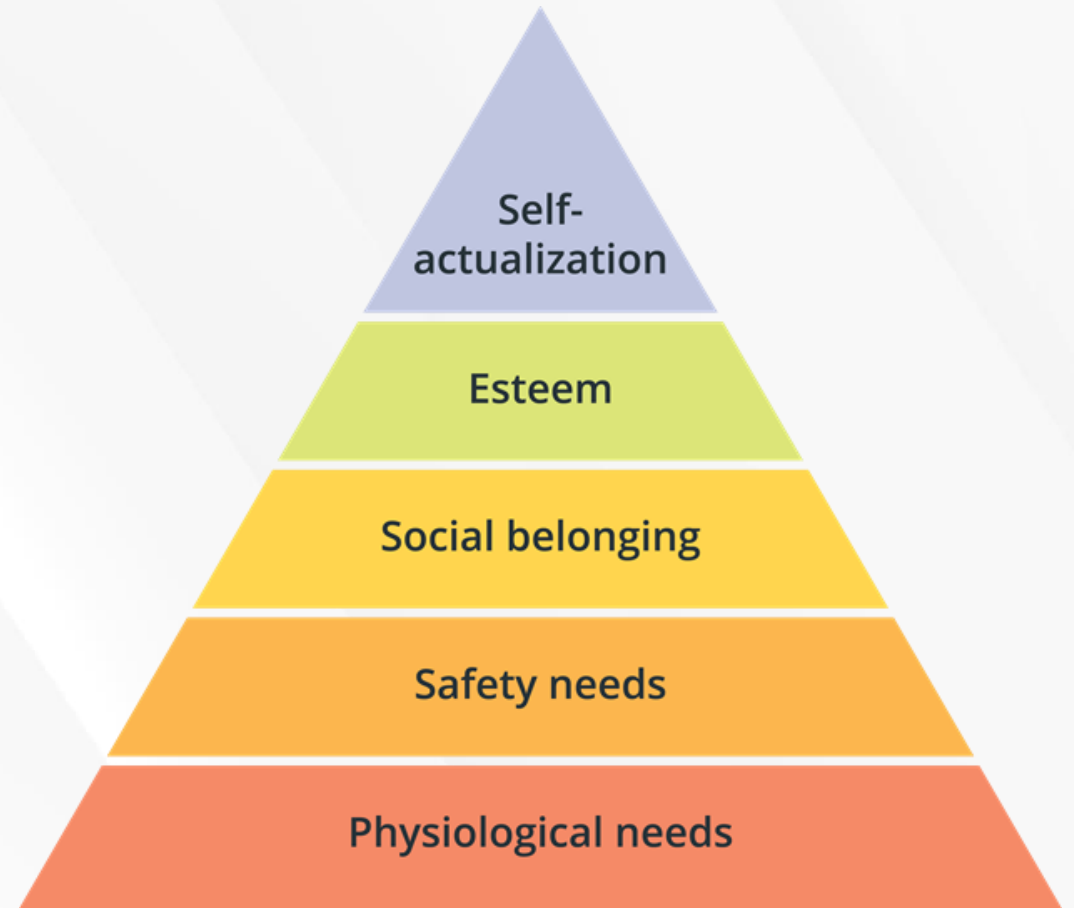 Self-
actualization
Esteem
Social belonging
Safety needs
Physiological needs